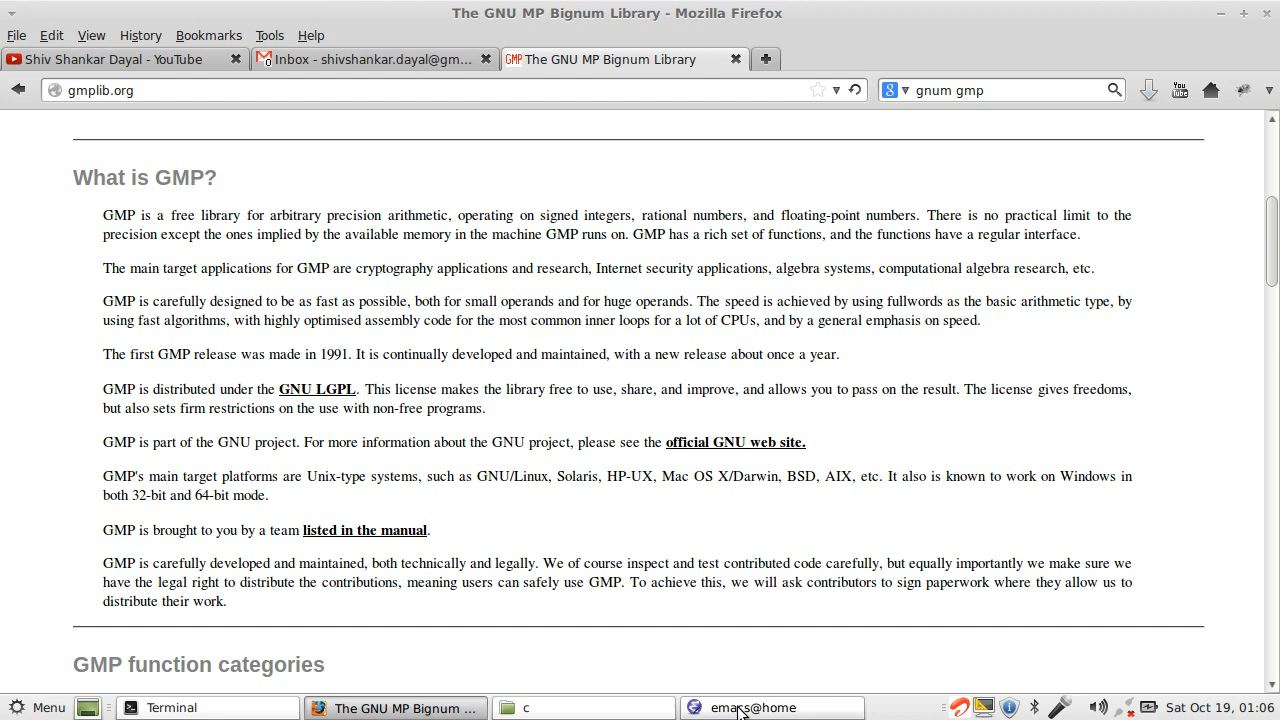 The GNU MP Bignum Library - Mozilla Firefox
File Edit View History Bookmarks Tools Help
Shiv Shankar Dayal - YouTube Inbox - shivshankar.dayal@gm... GMP The GNU MP Bignum Library
gmplib.org gnum gmp
What is GMP?
GMP is a free library for arbitrary precision arithmetic, operating on signed integers, rational numbers, and floating-point numbers. There is no practical limit to the
precision except the ones implied by the available memory in the machine GMP runs on. GMP has a rich set of functions, and the functions have a regular interface.
The main target applications for GMP are cryptography applications and research, Internet security applications, algebra systems, computational algebra research, etc.
GMP is carefully designed to be as fast as possible, both for small operands and for huge operands. The speed is achieved by using fullwords as the basic arithmetic type, by
using fast algorithms, with highly optimised assembly code for the most common inner loops for a lot of CPUs, and by a general emphasis on speed.
The first GMP release was made in 1991. It is continually developed and maintained, with a new release about once a year.
GMP is distributed under the GNU LGPL. This license makes the library free to use, share, and improve, and allows you to pass on the result. The license gives freedoms,
but also sets firm restrictions on the use with non-free programs.
GMP is part of the GNU project. For more information about the GNU project, please see the official GNU web site.
GMP's main target platforms are Unix-type systems, such as GNU/Linux, Solaris, HP-UX, Mac OS X/Darwin, BSD, AIX, etc. It also is known to work on Windows in
both 32-bit and 64-bit mode.
GMP is brought to you by a team listed in the manual.
GMP is carefully developed and maintained, both technically and legally. We of course inspect and test contributed code carefully, but equally importantly we make sure we
have the legal right to distribute the contributions, meaning users can safely use GMP. To achieve this, we will ask contributors to sign paperwork where they allow us to
distribute their work.
GMP function categories
Menu Terminal The GNU MP Bignum ... c emacs@home Sat Oct 19, 01:06